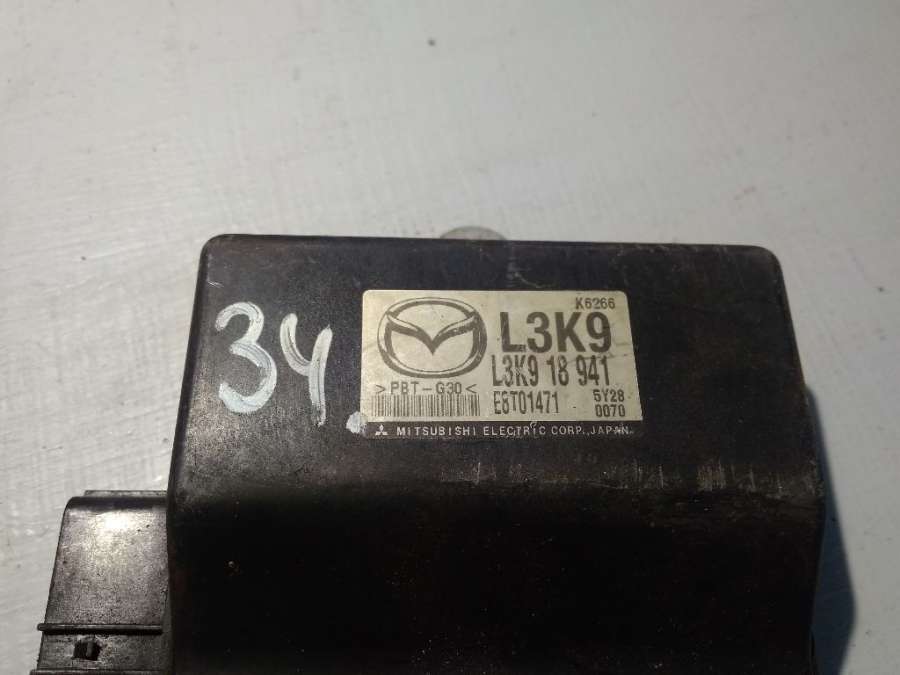 34.
K6266
L3K9
L3K9 18 941
>PBT-G30<
E6T01471
5Y28
0070
MITSUBISHI ELECTRIC CORP., JAPAN.